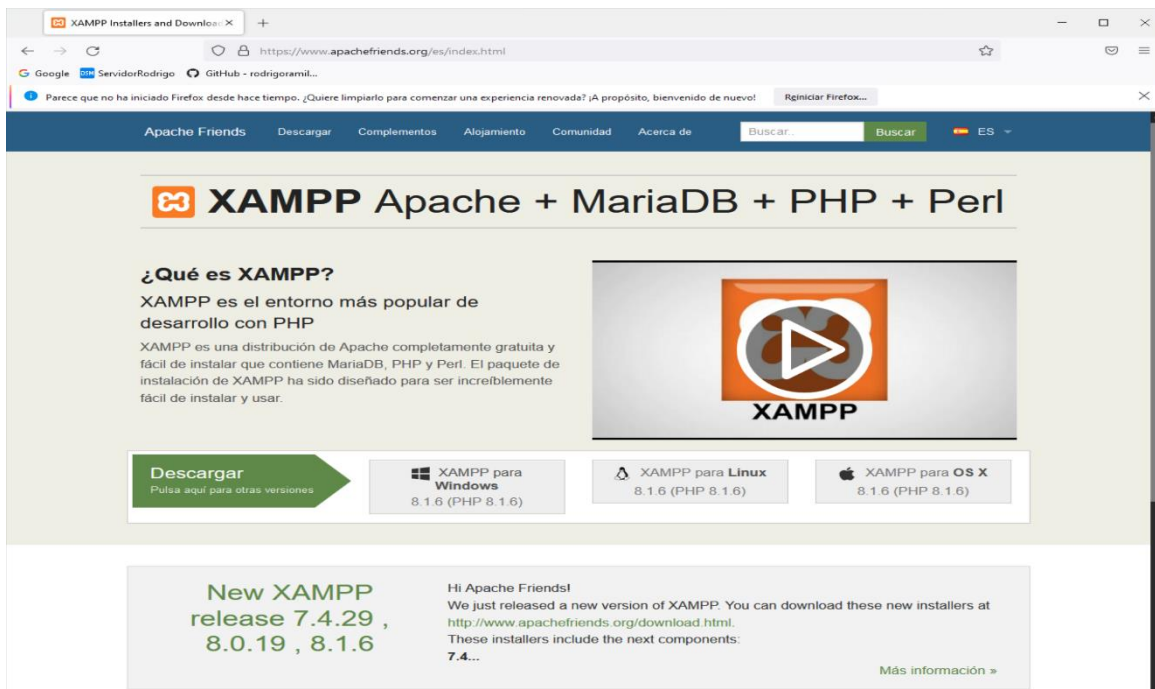 XAMPP Installers and Downloa
https://www.apachefriends.org/es/index.html
Google ServidorRodrigo GitHub - rodrigoramil...
Parece que no ha iniciado Firefox desde hace tiempo. ¿Quiere limpiarlo para comenzar una experiencia renovada? ¡A propósito, bienvenido de nuevo! Reiniciar Firefox...
Apache Friends Descargar Complementos Alojamiento Comunidad Acerca de Buscar.. Buscar ES
XAMPP Apache + MariaDB + PHP + Perl
¿Qué es XAMPP?
XAMPP es el entorno más popular de
desarrollo con PHP
XAMPP es una distribución de Apache completamente gratuita y
fácil de instalar que contiene MariaDB, PHP y Perl. El paquete de
instalación de XAMPP ha sido diseñado para ser increíblemente
fácil de instalar y usar.
XAMPP
Descargar
Pulsa aquí para otras versiones
XAMPP para
Windows
8.1.6 (PHP 8.1.6)
XAMPP para Linux
8.1.6 (PHP 8.1.6)
XAMPP para OS X
8.1.6 (PHP 8.1.6)
New XAMPP
release 7.4.29 ,
8.0.19 , 8.1.6
Hi Apache Friends!
We just released a new version of XAMPP. You can download these new installers at
http://www.apachefriends.org/download.html.
These installers include the next components:
7.4...
Más información »